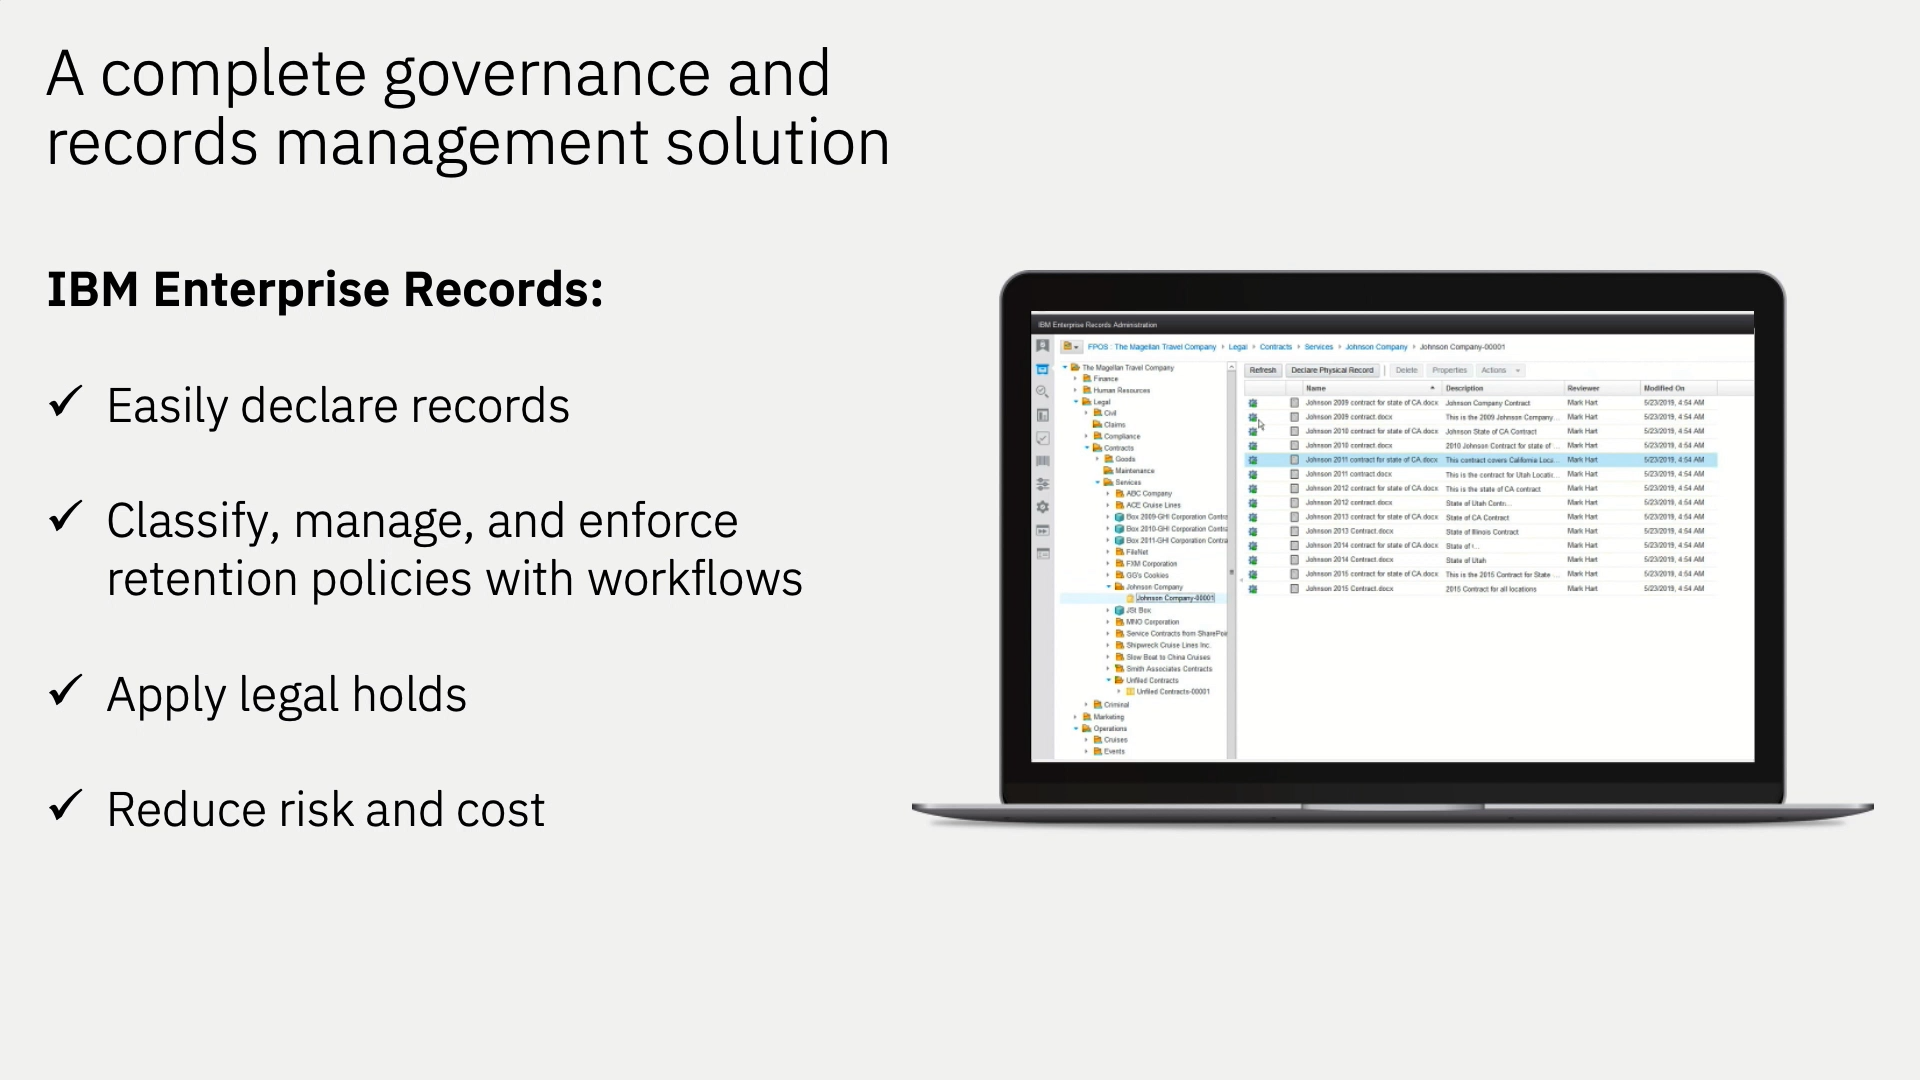 A complete governance and
records management solution
IBM Enterprise Records:
✓ Easily declare records
✓ Classify, manage, and enforce
retention policies with workflows
✓ Apply legal holds
✓ Reduce risk and cost
IBM Enterprise Records Administration
FPOS : The Magellan Travel Company › Legal › Contracts › Services › Johnson Company › Johnson Company-00001
The Magellan Travel Company
Finance
Human Resources
Legal
Civil
Claims
Compliance
Contracts
Goods
Maintenance
Services
ABC Company
ACE Cruise Lines
Box 2009-GHI Corporation Contra
Box 2010-GHI Corporation Contra
Box 2011-GHI Corporation Contra
FileNet
FXM Corporation
GG's Cookies
Johnson Company
Johnson Company-00001
JSt Box
MNO Corporation
Service Contracts from SharePoi
Shipwreck Cruise Lines Inc.
Slow Boat to China Cruises
Smith Associates Contracts
Unfiled Contracts
Unfiled Contracts-00001
Criminal
Marketing
Operations
Cruises
Events
Refresh Declare Physical Record Delete Properties Actions
Name Description Reviewer Modified On
Johnson 2009 contract for state of CA.docx Johnson Company Contract Mark Hart 5/23/2019, 4:54 AM
Johnson 2009 contract.docx This is the 2009 Johnson Company... Mark Hart 5/23/2019, 4:54 AM
Johnson 2010 contract for state of CA.docx Johnson State of CA Contract Mark Hart 5/23/2019, 4:54 AM
Johnson 2010 contract.docx 2010 Johnson Contract for state of ... Mark Hart 5/23/2019, 4:54 AM
Johnson 2011 contract for state of CA.docx This contract covers California Loca... Mark Hart 5/23/2019, 4:54 AM
Johnson 2011 contract.docx This is the contract for Utah Locatio... Mark Hart 5/23/2019, 4:54 AM
Johnson 2012 contract for state of CA.docx This is the state of CA contract Mark Hart 5/23/2019, 4:54 AM
Johnson 2012 contract.docx State of Utah Contr... Mark Hart 5/23/2019, 4:54 AM
Johnson 2013 contract for state of CA.docx State of CA Contract Mark Hart 5/23/2019, 4:54 AM
Johnson 2013 Contract.docx State of Illinois Contract Mark Hart 5/23/2019, 4:54 AM
Johnson 2014 contract for state of CA.docx State of Mark Hart 5/23/2019, 4:54 AM
Johnson 2014 Contract.docx State of Utah Mark Hart 5/23/2019, 4:54 AM
Johnson 2015 contract for state of CA.docx This is the 2015 Contract for State ... Mark Hart 5/23/2019, 4:54 AM
Johnson 2015 Contract.docx 2015 Contract for all locations Mark Hart 5/23/2019, 4:54 AM